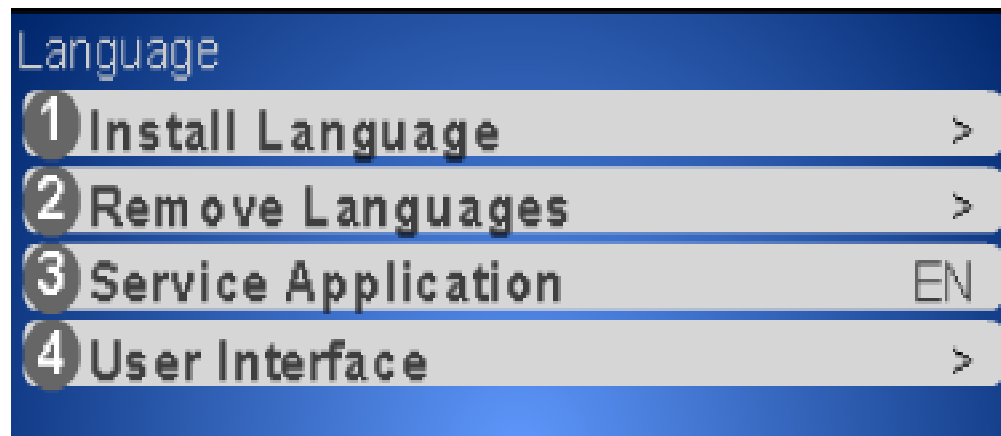 Language
1 Install Language >
2 Remove Languages >
3 Service Application EN
4 User Interface >